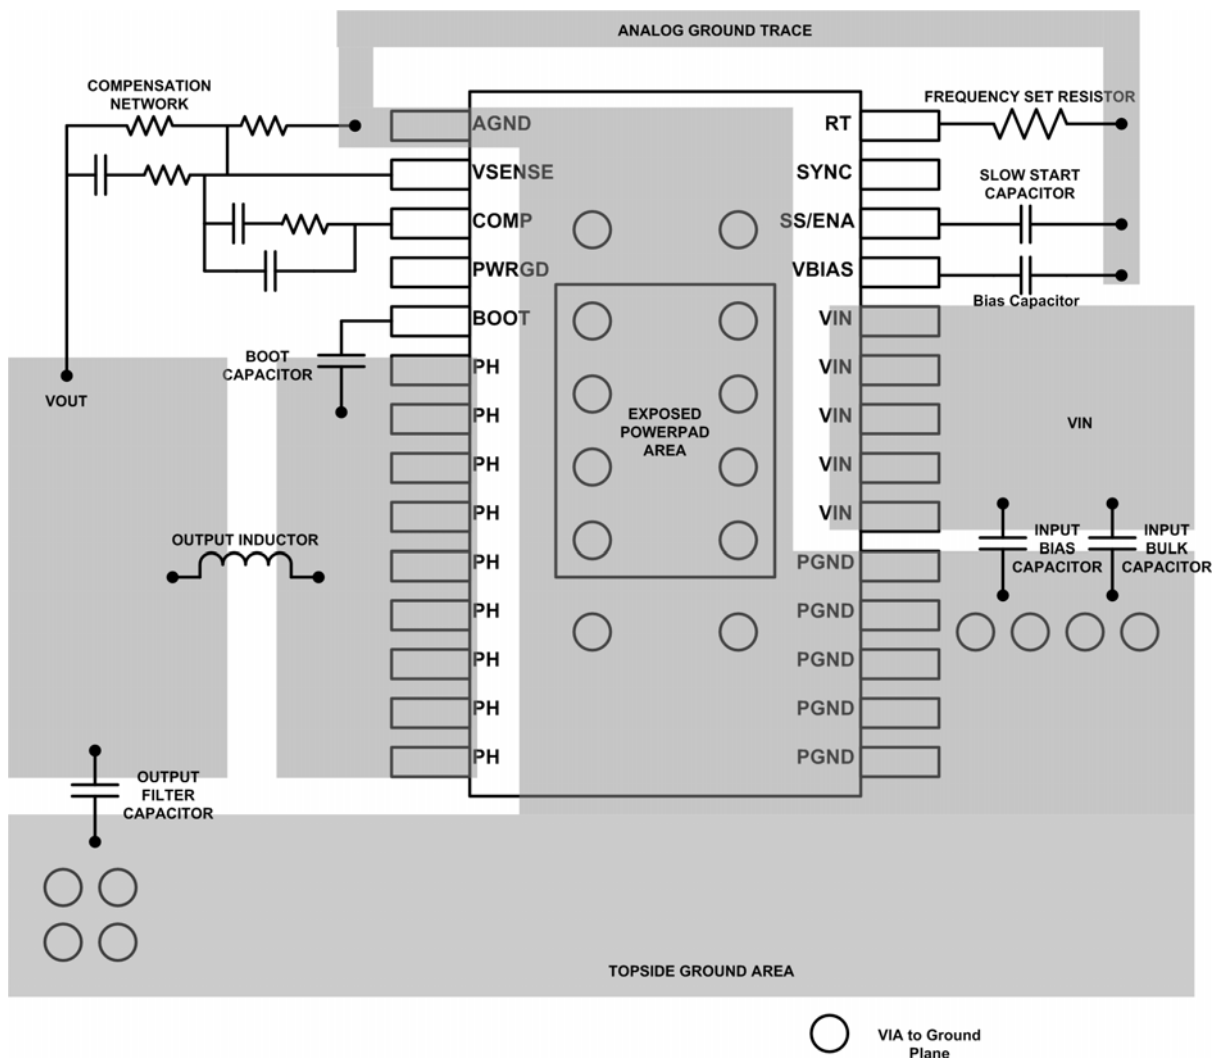 ANALOG GROUND TRACE
COMPENSATION
NETWORK
FREQUENCY SET RESISTOR
AGND
RT
VSENSE
SYNC
SLOW START
CAPACITOR
COMP
SS/ENA
PWRGD
VBIAS
Bias Capacitor
BOOT
VIN
BOOT
CAPACITOR
PH
VIN
VOUT
PH
VIN
EXPOSED
POWERPAD
AREA
VIN
PH
VIN
PH
VIN
OUTPUT INDUCTOR
INPUT
BIAS
CAPACITOR
INPUT
BULK
CAPACITOR
PH
PGND
PH
PGND
PH
PGND
PH
PGND
PH
PGND
OUTPUT
FILTER
CAPACITOR
TOPSIDE GROUND AREA
VIA to Ground
Plane